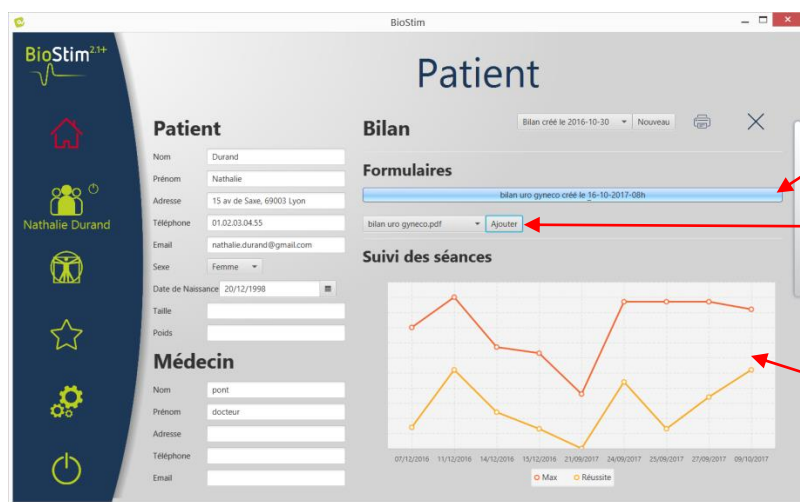 BioStim
BioStim2.1+
Patient
Nathalie Durand
Patient
Nom Durand
Prénom Nathalie
Adresse 15 av de Saxe, 69003 Lyon
Téléphone 01.02.03.04.55
Email nathalie.durand@gmail.com
Sexe Femme
Date de Naissance 20/12/1998
Taille
Poids
Médecin
Nom pont
Prénom docteur
Adresse
Téléphone
Email
Bilan
Bilan créé le 2016-10-30 Nouveau
Formulaires
bilan uro gyneco créé le 16-10-2017-08h
bilan uro gyneco.pdf Ajouter
Suivi des séances
07/12/2016 11/12/2016 14/12/2016 15/12/2016 21/09/2017 24/09/2017 25/09/2017 27/09/2017 09/10/2017
Max Réussite